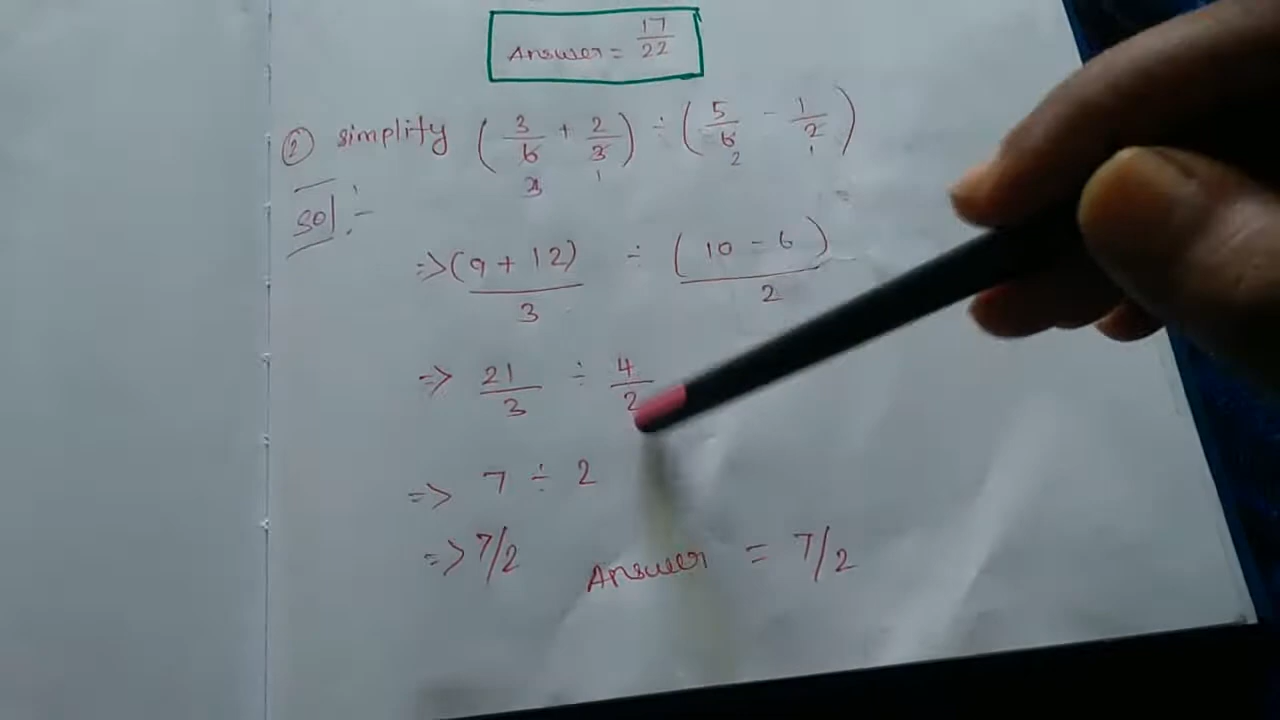 Answer = 17/22
② simplify (3/6 + 2/3) ÷ (5/6 - 1/2)
3 1 2 1
Sol :-
=> (9 + 12)/3 ÷ (10 - 6)/2
=> 21/3 ÷ 4/2
=> 7 ÷ 2
=> 7/2 Answer = 7/2